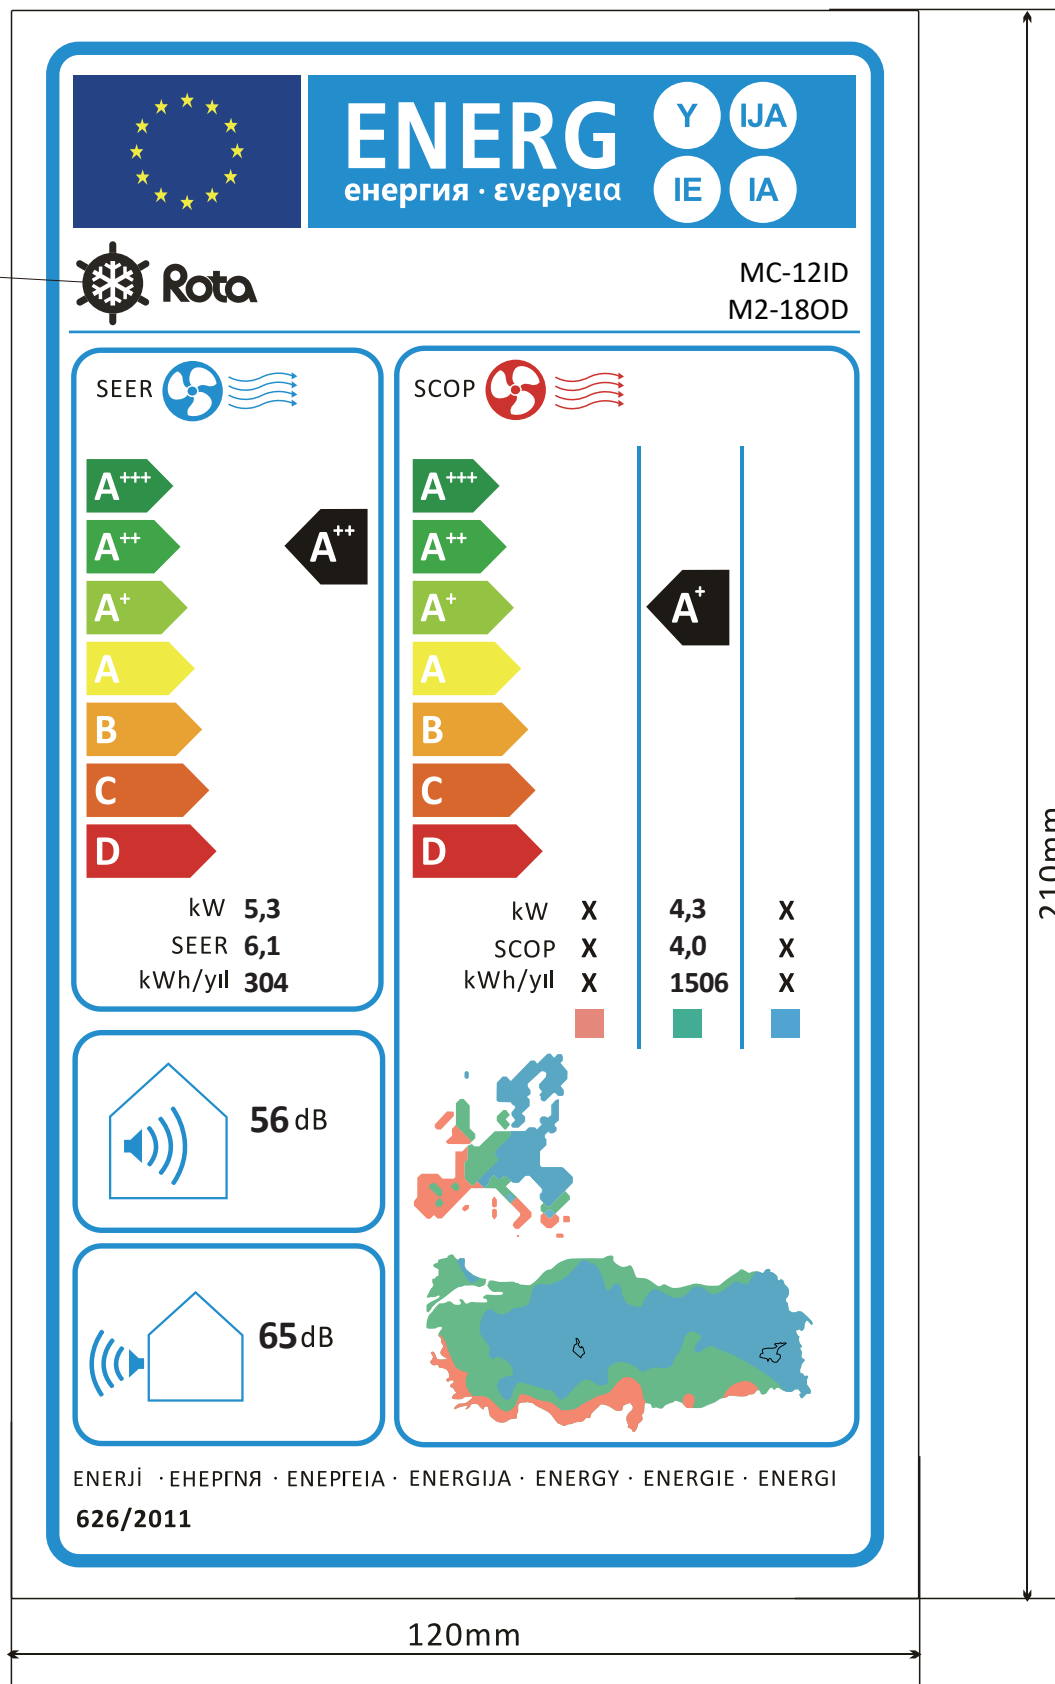 ENERG
енергия · ενεργεια
Y
IJA
IE
IA
Rota
MC-12ID
M2-18OD
SEER
A+++
A++
A+
A
B
C
D
A++
kW 5,3
SEER 6,1
kWh/yıl 304
SCOP
A+++
A++
A+
A
B
C
D
A+
kW X 4,3 X
SCOP X 4,0 X
kWh/yıl X 1506 X
56 dB
65 dB
ENERJİ · ЕНЕРГNЯ · ΕΝΕΡΓΕΙΑ · ENERGIJA · ENERGY · ENERGIE · ENERGI
626/2011
120mm
210mm